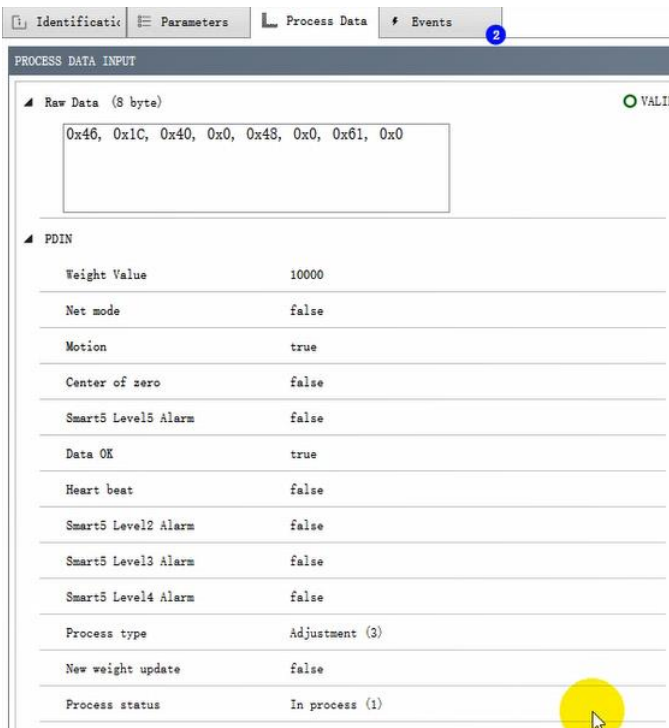 Identificatic Parameters Process Data Events
2
PROCESS DATA INPUT
Raw Data (8 byte) VALI
0x46, 0x1C, 0x40, 0x0, 0x48, 0x0, 0x61, 0x0
PDIN
Weight Value 10000
Net mode false
Motion true
Center of zero false
Smart5 Level5 Alarm false
Data OK true
Heart beat false
Smart5 Level2 Alarm false
Smart5 Level3 Alarm false
Smart5 Level4 Alarm false
Process type Adjustment (3)
New weight update false
Process status In process (1)